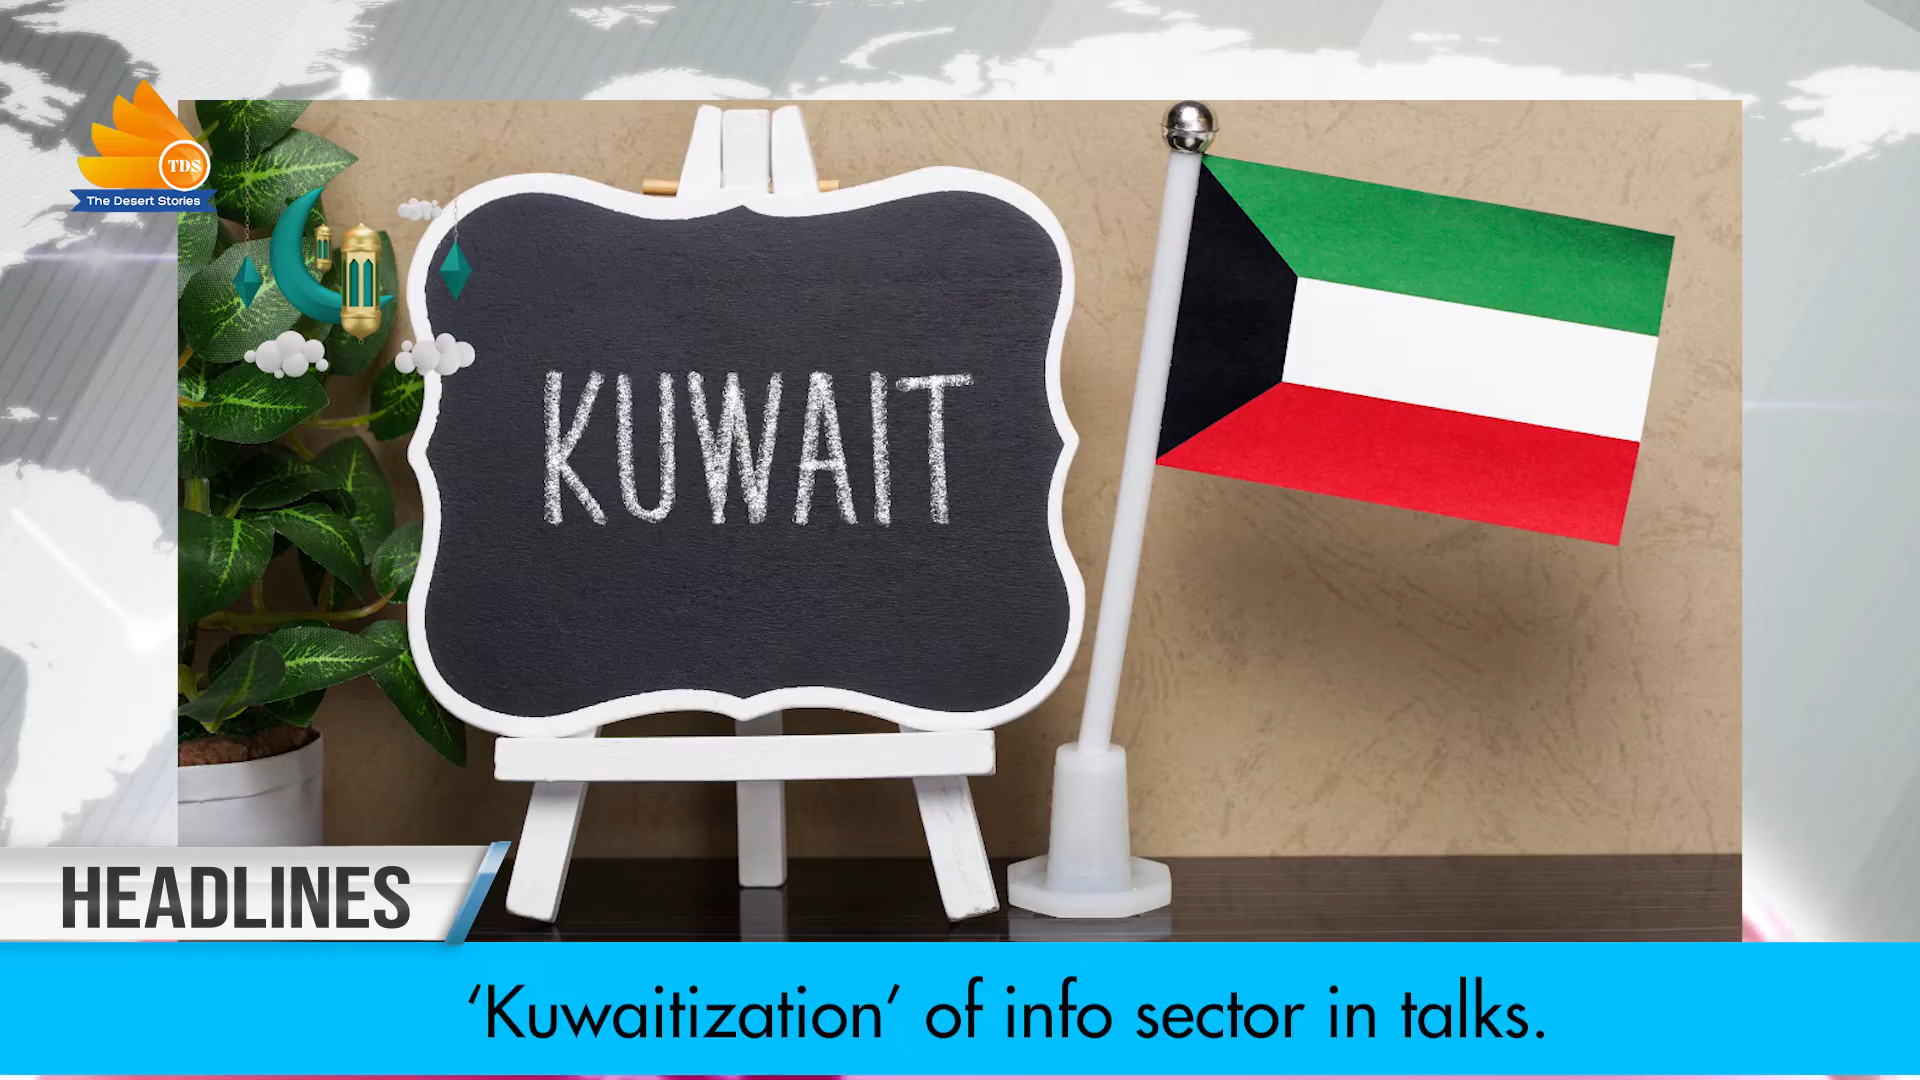 TDS
The Desert Stories
KUWAIT
HEADLINES
‘Kuwaitization’ of info sector in talks.